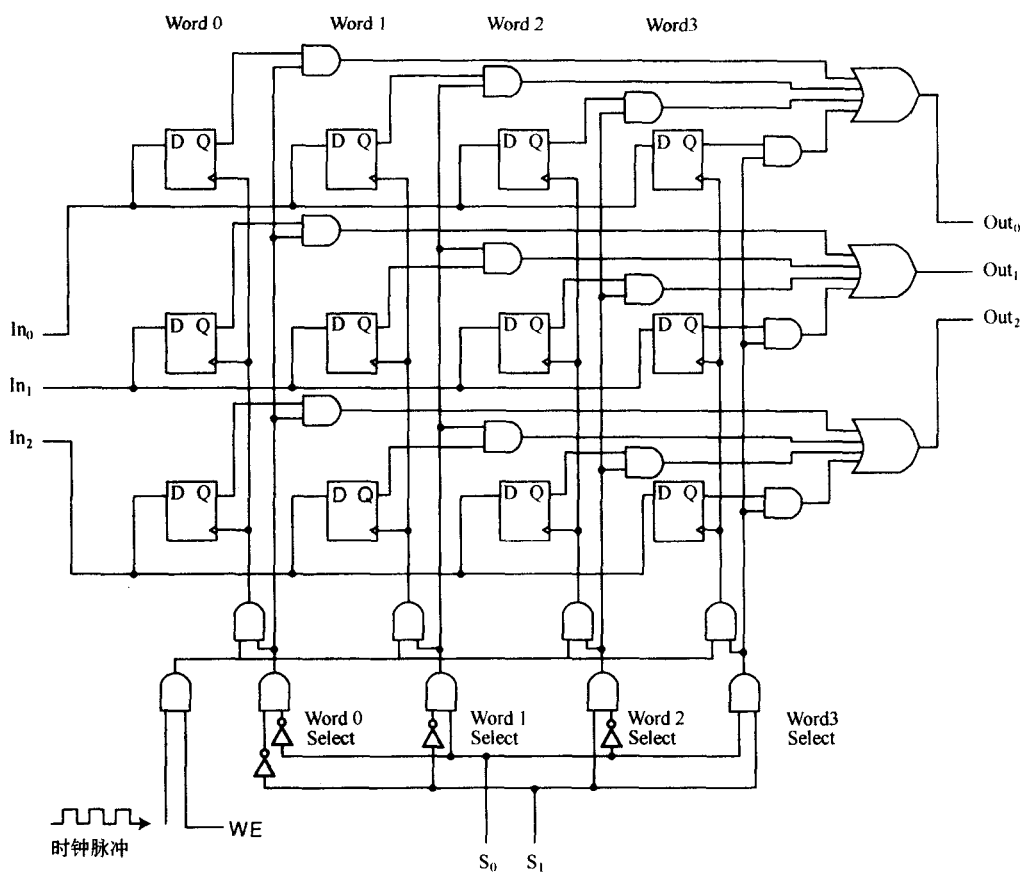 Word 0 Word 1 Word 2 Word3
D Q D Q D Q D Q
Out₀
Out₁
Out₂
In₀
D Q D Q D Q D Q
In₁
In₂
D Q D Q D Q D Q
Word 0 Select
Word 1 Select
Word 2 Select
Word3 Select
WE
时钟脉冲
S₀ S₁